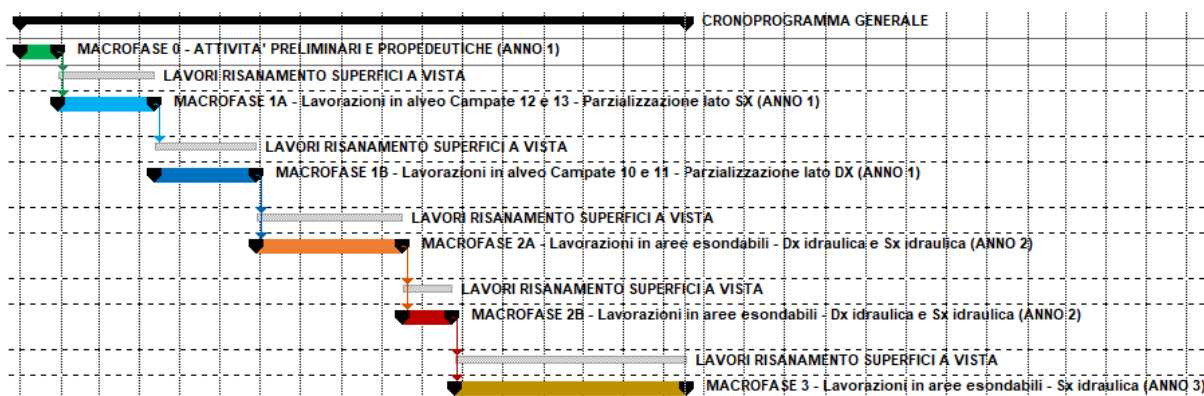 CRONOPROGRAMMA GENERALE
MACROFASE 0 - ATTIVITA' PRELIMINARI E PROPEDEUTICHE (ANNO 1)
LAVORI RISANAMENTO SUPERFICI A VISTA
MACROFASE 1A - Lavorazioni in alveo Campate 12 e 13 - Parzializzazione lato SX (ANNO 1)
LAVORI RISANAMENTO SUPERFICI A VISTA
MACROFASE 1B - Lavorazioni in alveo Campate 10 e 11 - Parzializzazione lato DX (ANNO 1)
LAVORI RISANAMENTO SUPERFICI A VISTA
MACROFASE 2A - Lavorazioni in aree esondabili - Dx idraulica e Sx idraulica (ANNO 2)
LAVORI RISANAMENTO SUPERFICI A VISTA
MACROFASE 2B - Lavorazioni in aree esondabili - Dx idraulica e Sx idraulica (ANNO 2)
LAVORI RISANAMENTO SUPERFICI A VISTA
MACROFASE 3 - Lavorazioni in aree esondabili - Sx idraulica (ANNO 3)